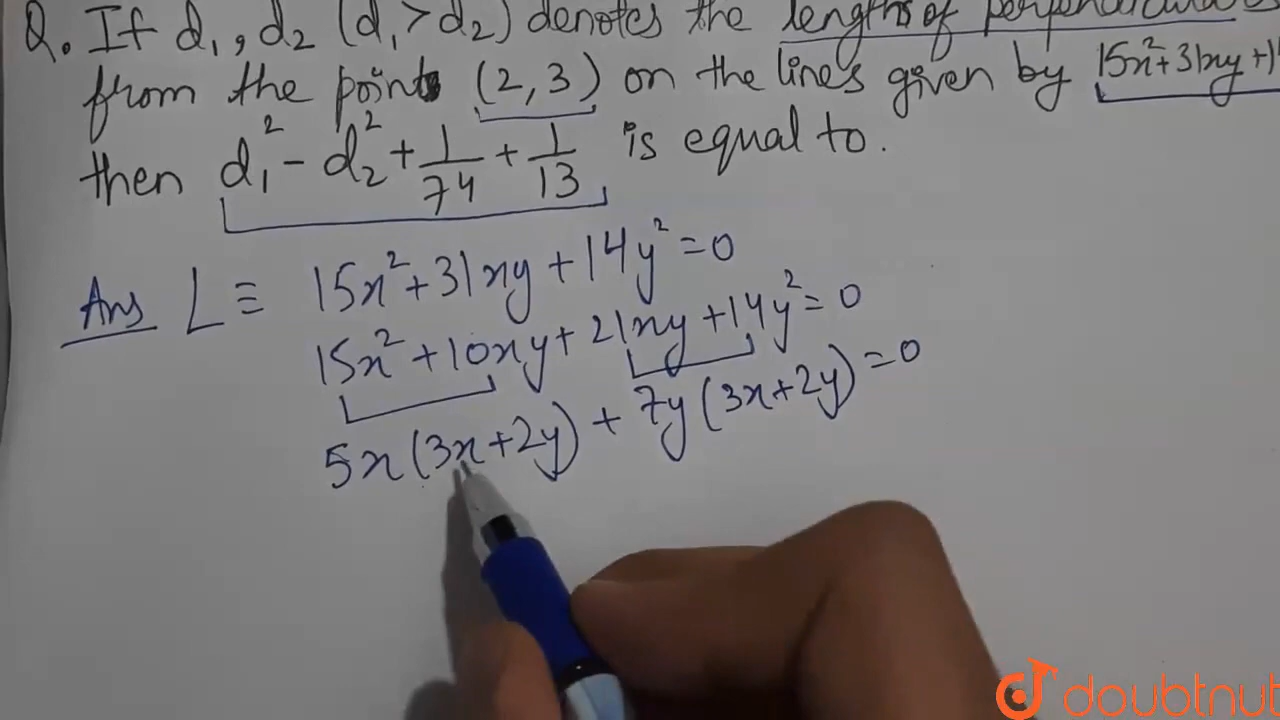 Q. If d₁, d₂ (d₁>d₂) denotes the lengths of perpendiculars
from the point (2,3) on the lines given by 15x²+31xy+1
then d₁² - d₂² + 1/74 + 1/13 is equal to.
Ans L ≡ 15x²+31xy+14y²=0
15x²+10xy+21xy+14y²=0
5x(3x+2y)+7y(3x+2y)=0
doubtnut